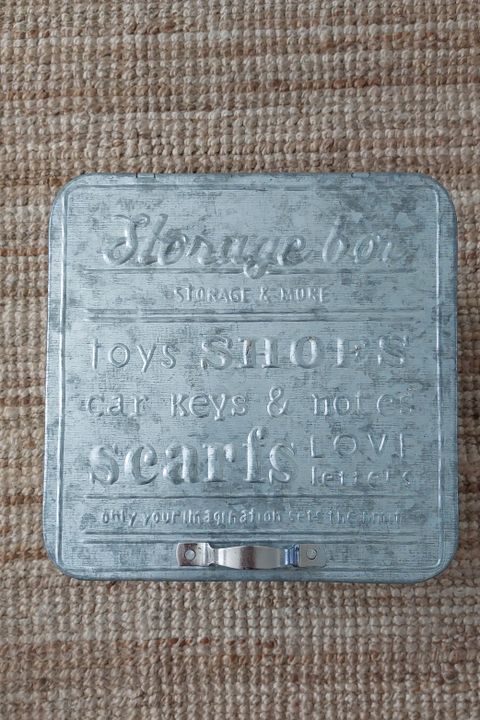 Storage box
STORAGE & MORE
toys SHOES
car keys & notes
scarfs LOVE letters
only your imagination sets the limit